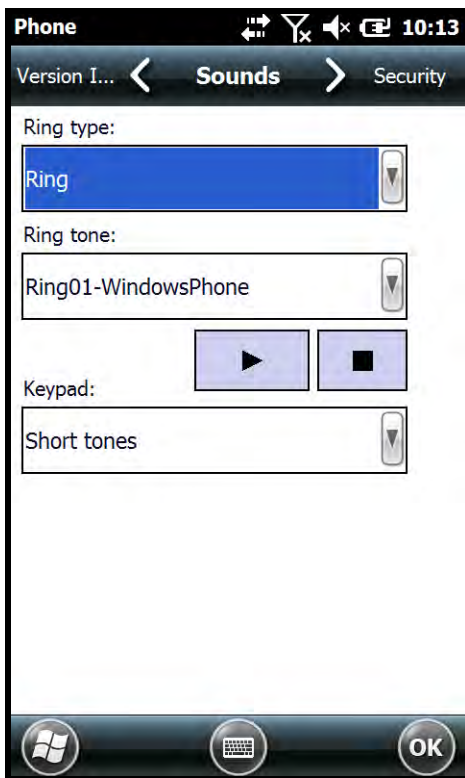 Phone 10:13
Version I... Sounds Security
Ring type:
Ring
Ring tone:
Ring01-WindowsPhone
Keypad:
Short tones
OK